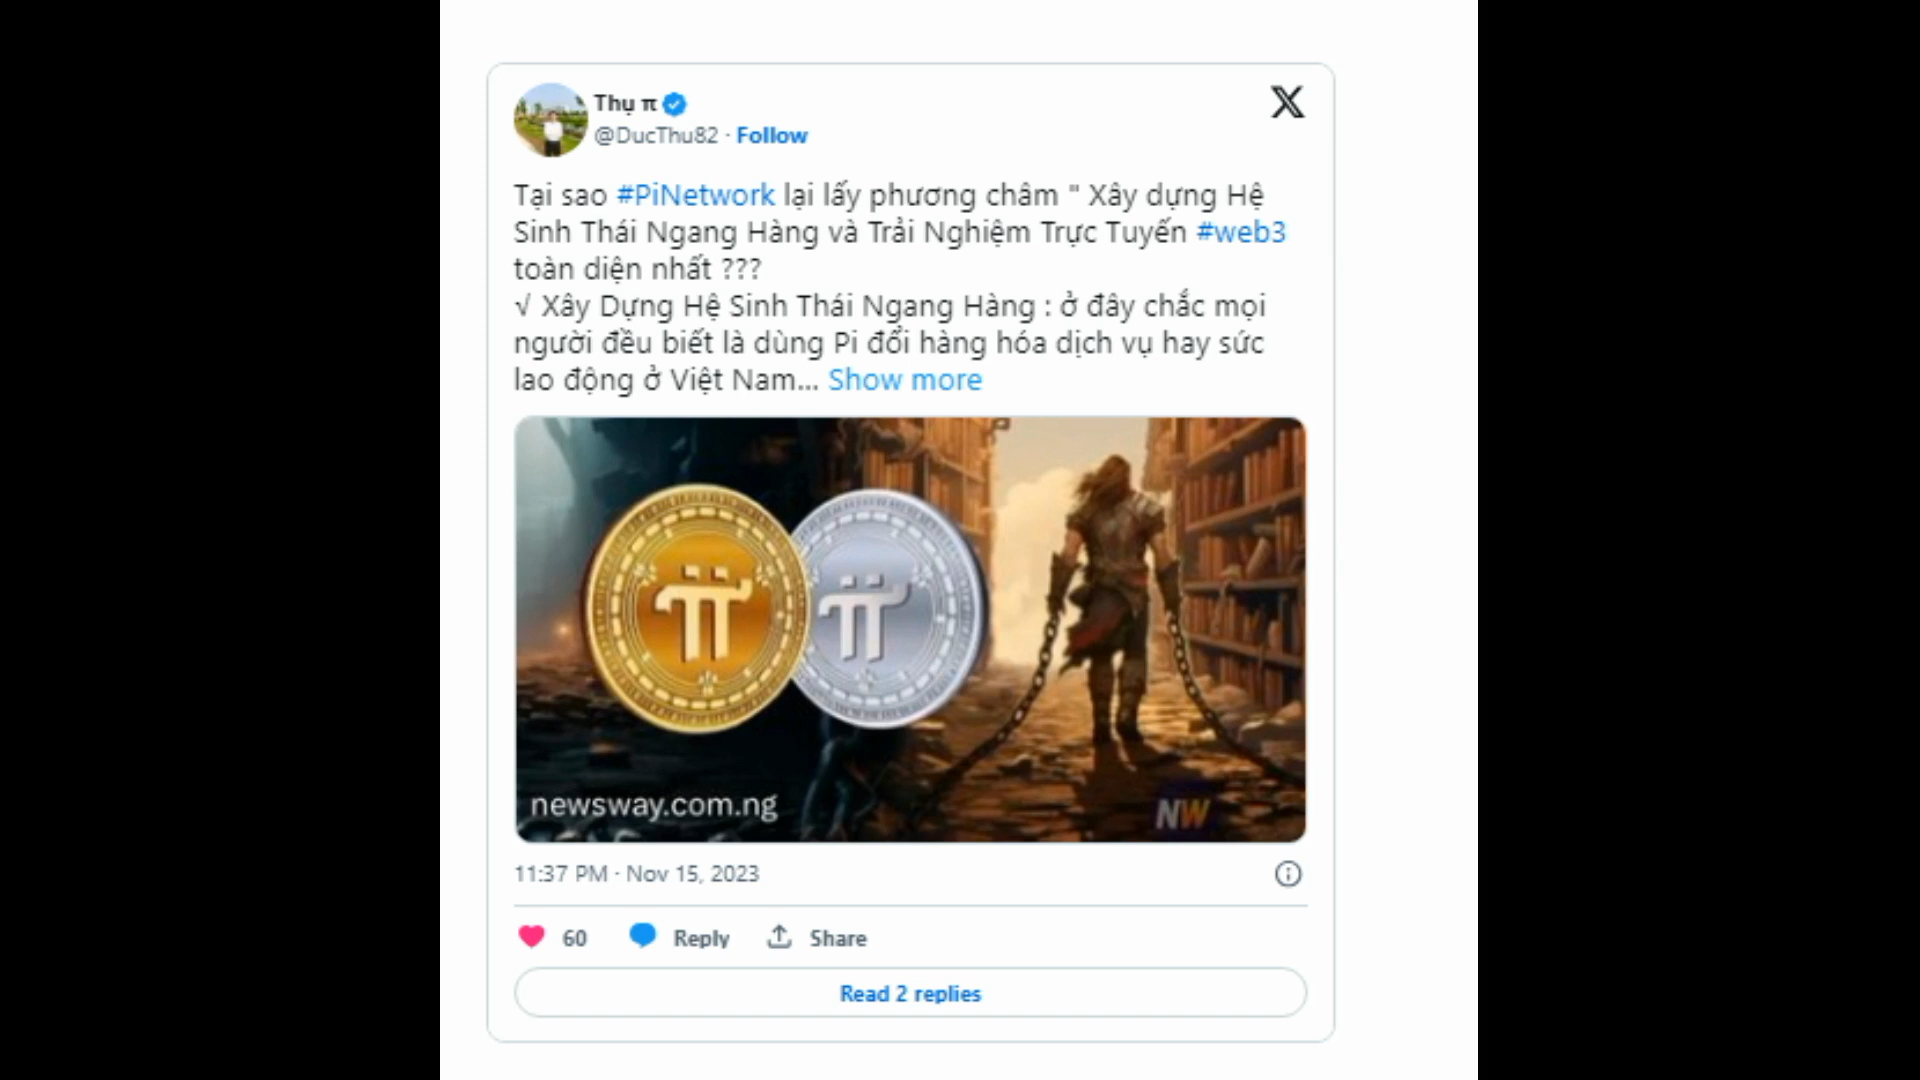 Thụ π
@DucThu82 · Follow
Tại sao #PiNetwork lại lấy phương châm " Xây dựng Hệ
Sinh Thái Ngang Hàng và Trải Nghiệm Trực Tuyến #web3
toàn diện nhất ???
√ Xây Dựng Hệ Sinh Thái Ngang Hàng : ở đây chắc mọi
người đều biết là dùng Pi đổi hàng hóa dịch vụ hay sức
lao động ở Việt Nam... Show more
newsway.com.ng
NW
11:37 PM · Nov 15, 2023
60 Reply Share
Read 2 replies